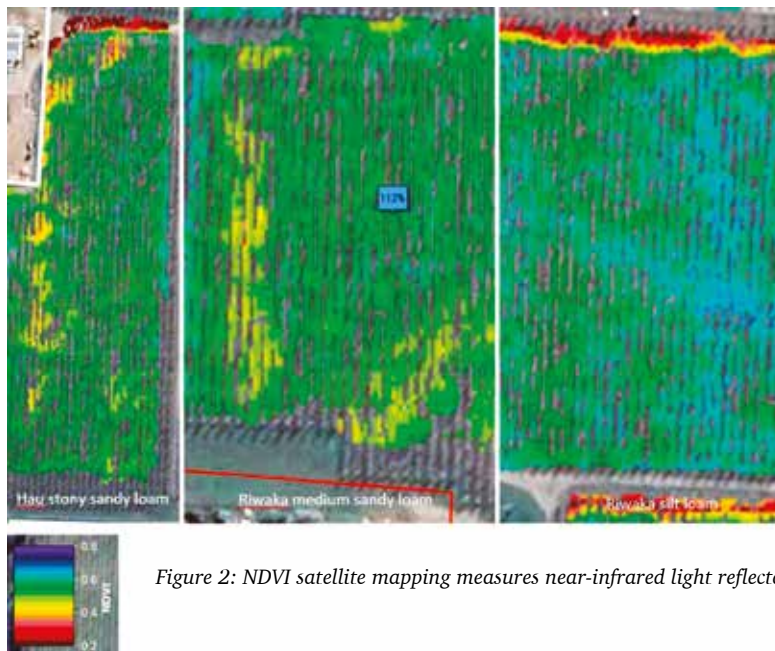 113%
Hau stony sandy loam
Riwaka medium sandy loam
Riwaka silt loam
0.8
0.6
0.4
0.2
NDVI
Figure 2: NDVI satellite mapping measures near-infrared light reflecte